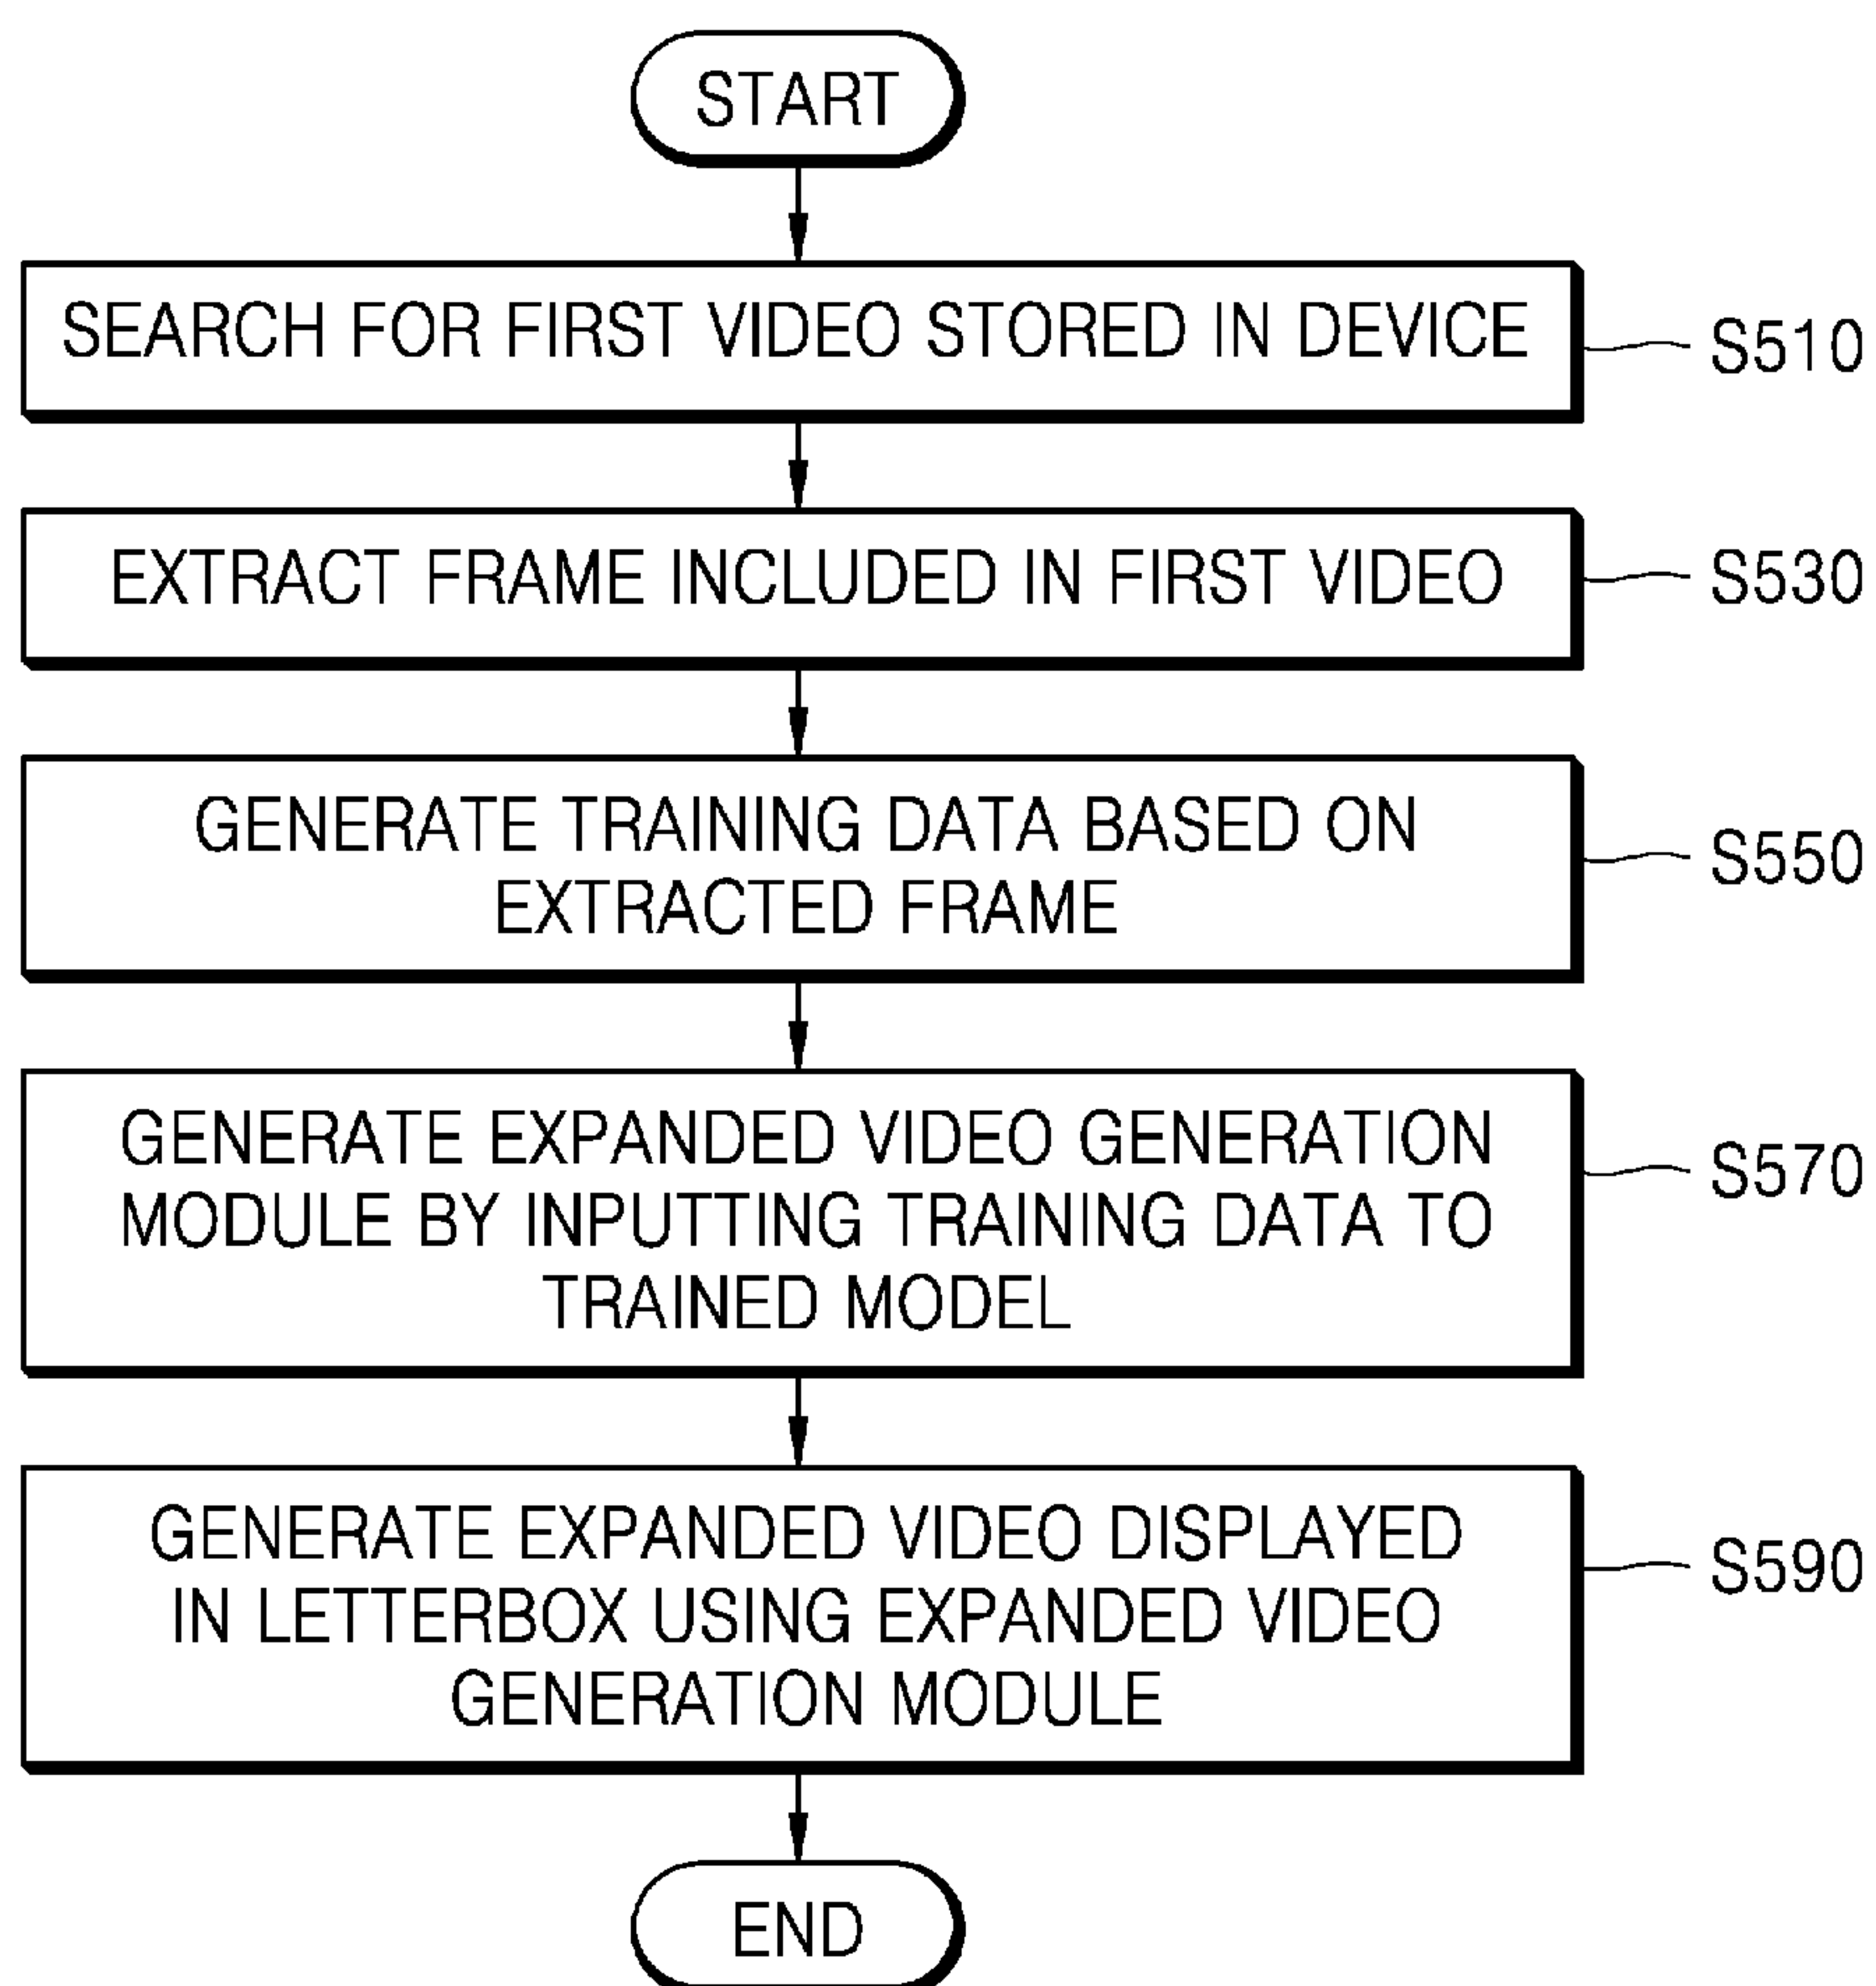 START
SEARCH FOR FIRST VIDEO STORED IN DEVICE
S510
EXTRACT FRAME INCLUDED IN FIRST VIDEO
S530
GENERATE TRAINING DATA BASED ON
EXTRACTED FRAME
S550
GENERATE EXPANDED VIDEO GENERATION
MODULE BY INPUTTING TRAINING DATA TO
TRAINED MODEL
S570
GENERATE EXPANDED VIDEO DISPLAYED
IN LETTERBOX USING EXPANDED VIDEO
GENERATION MODULE
S590
END